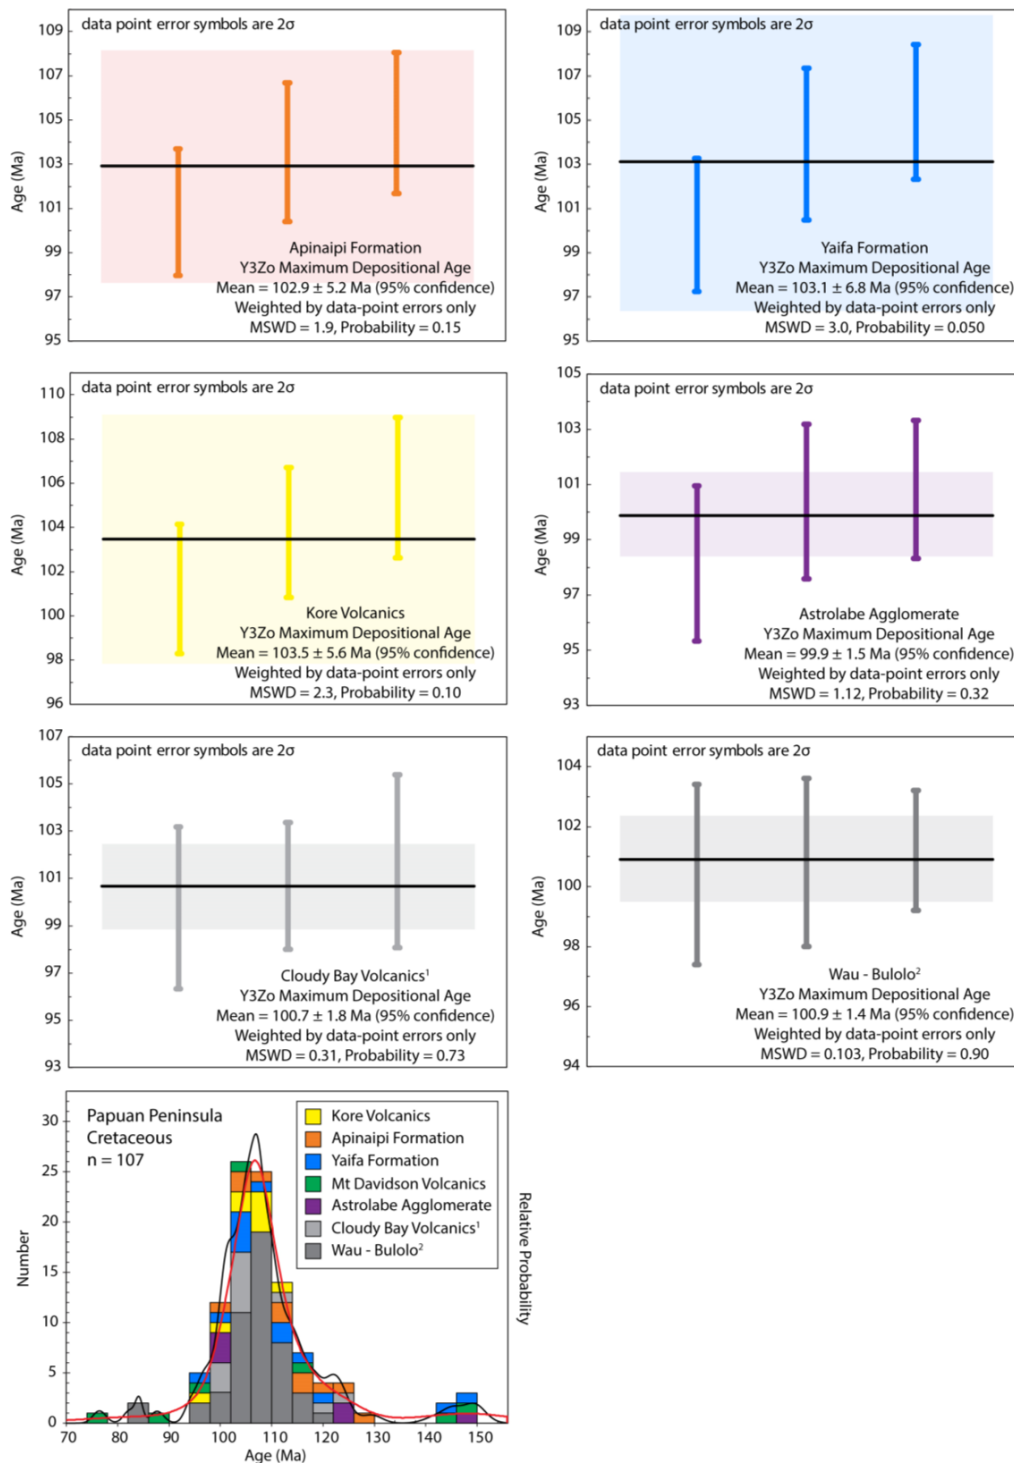 data point error symbols are 2σ
109
107
105
103
101
99
97
95
Age (Ma)
Apinaipi Formation
Y3Zo Maximum Depositional Age
Mean = 102.9 ± 5.2 Ma (95% confidence)
Weighted by data-point errors only
MSWD = 1.9, Probability = 0.15
data point error symbols are 2σ
109
107
105
103
101
99
97
95
Age (Ma)
Yaifa Formation
Y3Zo Maximum Depositional Age
Mean = 103.1 ± 6.8 Ma (95% confidence)
Weighted by data-point errors only
MSWD = 3.0, Probability = 0.050
data point error symbols are 2σ
110
108
106
104
102
100
98
96
Age (Ma)
Kore Volcanics
Y3Zo Maximum Depositional Age
Mean = 103.5 ± 5.6 Ma (95% confidence)
Weighted by data-point errors only
MSWD = 2.3, Probability = 0.10
data point error symbols are 2σ
105
103
101
99
97
95
93
Age (Ma)
Astrolabe Agglomerate
Y3Zo Maximum Depositional Age
Mean = 99.9 ± 1.5 Ma (95% confidence)
Weighted by data-point errors only
MSWD = 1.12, Probability = 0.32
data point error symbols are 2σ
107
105
103
101
99
97
95
93
Age (Ma)
Cloudy Bay Volcanics¹
Y3Zo Maximum Depositional Age
Mean = 100.7 ± 1.8 Ma (95% confidence)
Weighted by data-point errors only
MSWD = 0.31, Probability = 0.73
data point error symbols are 2σ
104
102
100
98
96
94
Age (Ma)
Wau - Bulolo²
Y3Zo Maximum Depositional Age
Mean = 100.9 ± 1.4 Ma (95% confidence)
Weighted by data-point errors only
MSWD = 0.103, Probability = 0.90
Papuan Peninsula
Cretaceous
n = 107
Kore Volcanics
Apinaipi Formation
Yaifa Formation
Mt Davidson Volcanics
Astrolabe Agglomerate
Cloudy Bay Volcanics¹
Wau - Bulolo²
30
25
20
15
10
5
0
Number
Relative Probability
70 80 90 100 110 120 130 140 150
Age (Ma)